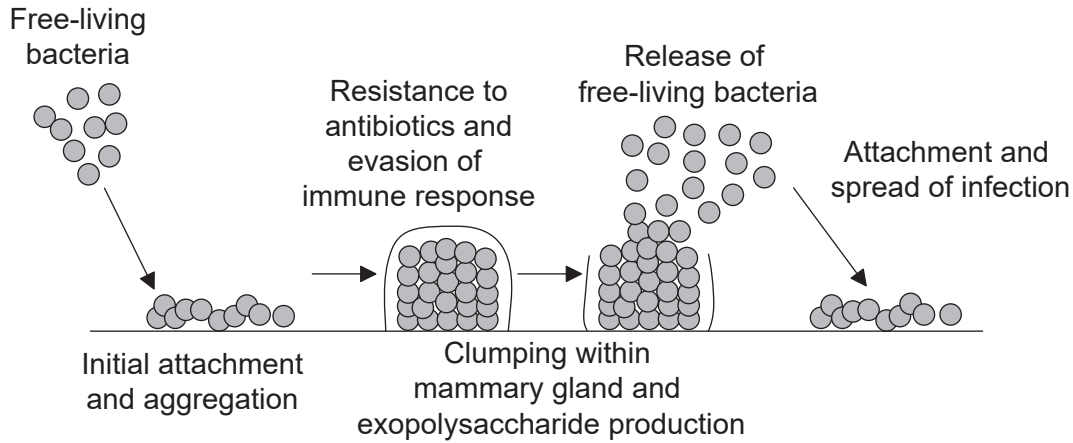 Free-living
bacteria
Resistance to
antibiotics and
evasion of
immune response
Release of
free-living bacteria
Attachment and
spread of infection
Initial attachment
and aggregation
Clumping within
mammary gland and
exopolysaccharide production